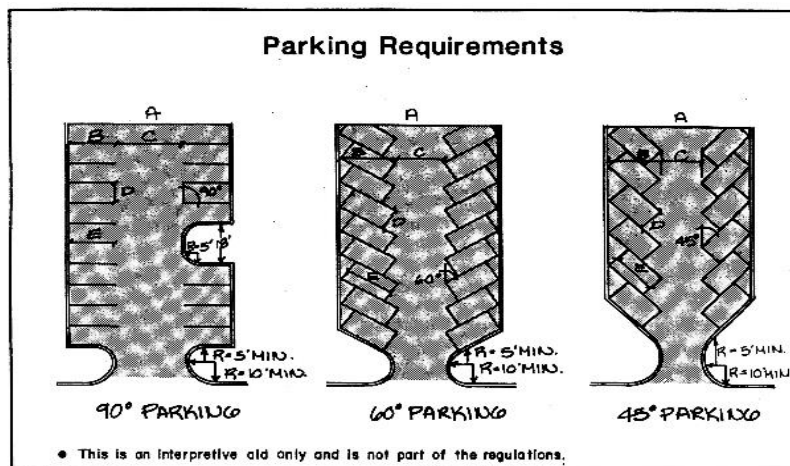 Parking Requirements
A
B
C
D
90°
E
R=5'
18'
R=5'MIN.
R=10'MIN.
90° PARKING
A
B
C
D
E
60°
R=5'MIN.
R=10'MIN.
60° PARKING
A
B
C
D
45°
E
R=5'MIN.
R=10'MIN
45° PARKING
• This is an interpretive aid only and is not part of the regulations.